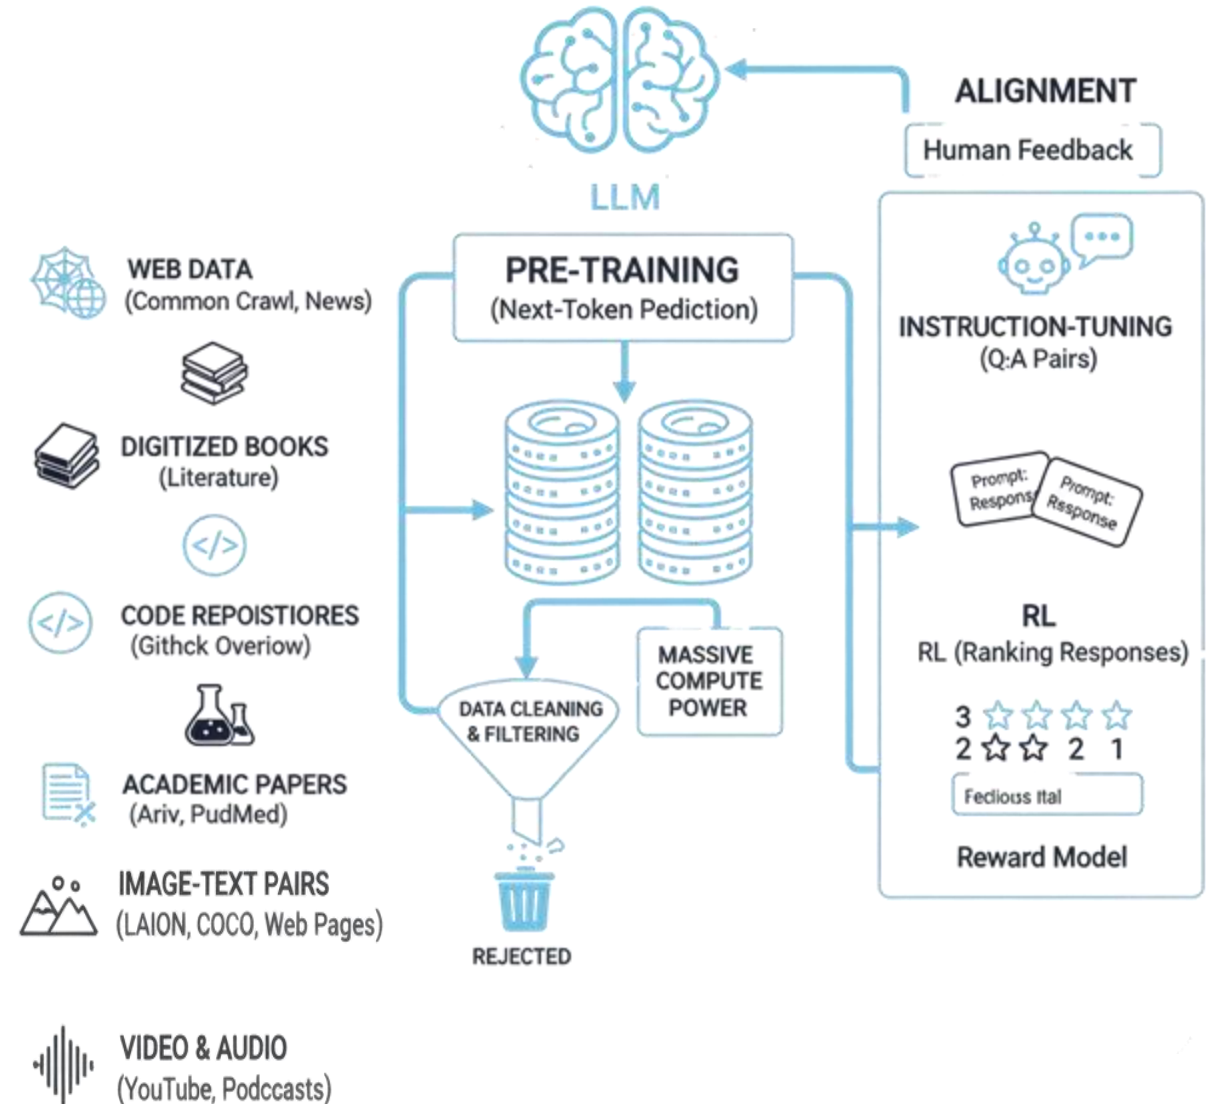 ALIGNMENT
Human Feedback
LLM
WEB DATA
(Common Crawl, News)
DIGITIZED BOOKS
(Literature)
</>
</>
CODE REPOISTIORES
(Githck Overiow)
ACADEMIC PAPERS
(Ariv, PudMed)
IMAGE-TEXT PAIRS
(LAION, COCO, Web Pages)
VIDEO & AUDIO
(YouTube, Podccasts)
PRE-TRAINING
(Next-Token Pediction)
MASSIVE
COMPUTE
POWER
DATA CLEANING
& FILTERING
REJECTED
INSTRUCTION-TUNING
(Q:A Pairs)
Prompt:
Respons
Prompt:
Rssponse
RL
RL (Ranking Responses)
3
2 2 1
Feclious Ital
Reward Model